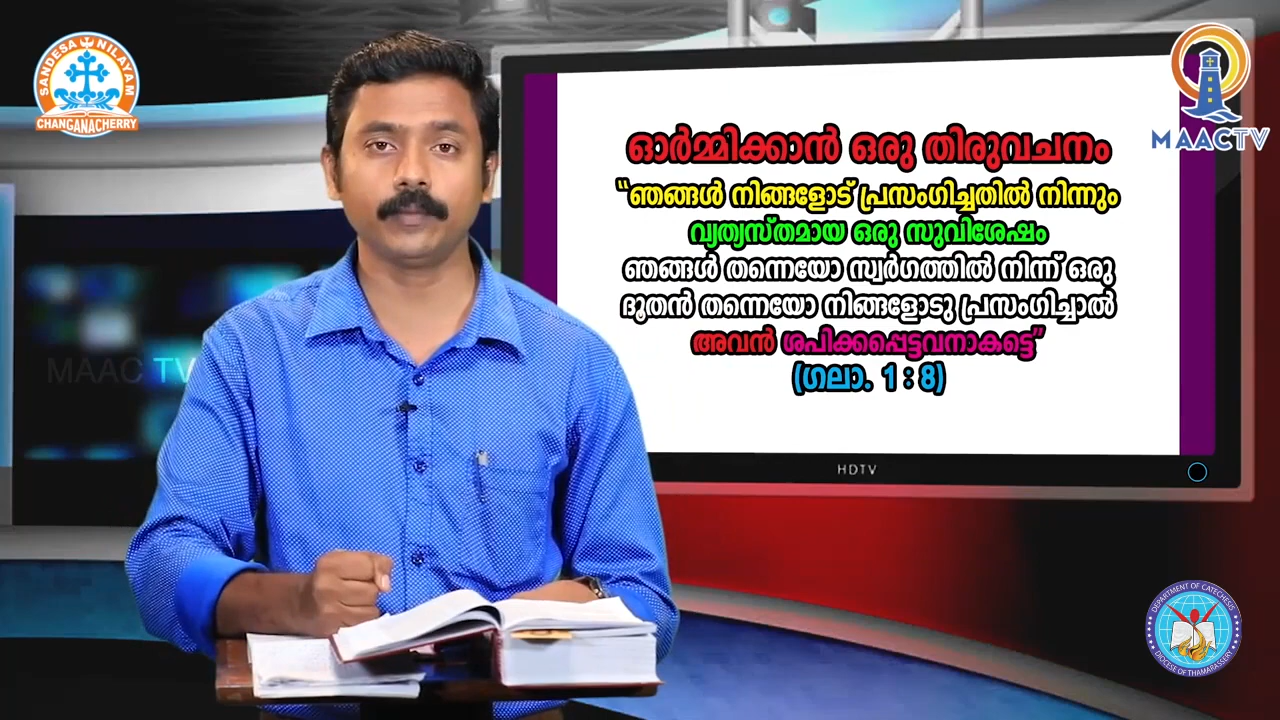 SANDESA NILAYAM
CHANGANACHERRY
MAACTV
ഓർമ്മിക്കാൻ ഒരു തിരുവചനം
“ഞങ്ങൾ നിങ്ങളോട് പ്രസംഗിച്ചതിൽ നിന്നും
വ്യത്യസ്തമായ ഒരു സുവിശേഷം
ഞങ്ങൾ തന്നെയോ സ്വർഗത്തിൽ നിന്ന് ഒരു
ദൂതൻ തന്നെയോ നിങ്ങളോടു പ്രസംഗിച്ചാൽ
അവൻ ശപിക്കപ്പെട്ടവനാകട്ടെ”
(ഗലാ. 1 : 8)
MAAC TV
HDTV
DEPARTMENT OF CATECHESIS
DIOCESE OF THAMARASSERY